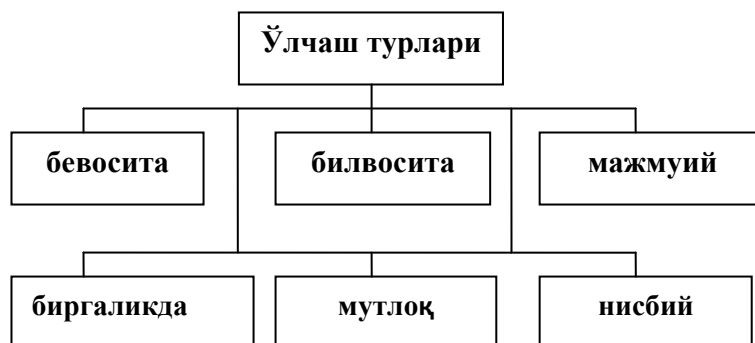 Ўлчаш турлари
бевосита
билвосита
мажмуий
биргаликда
мутлоқ
нисбий